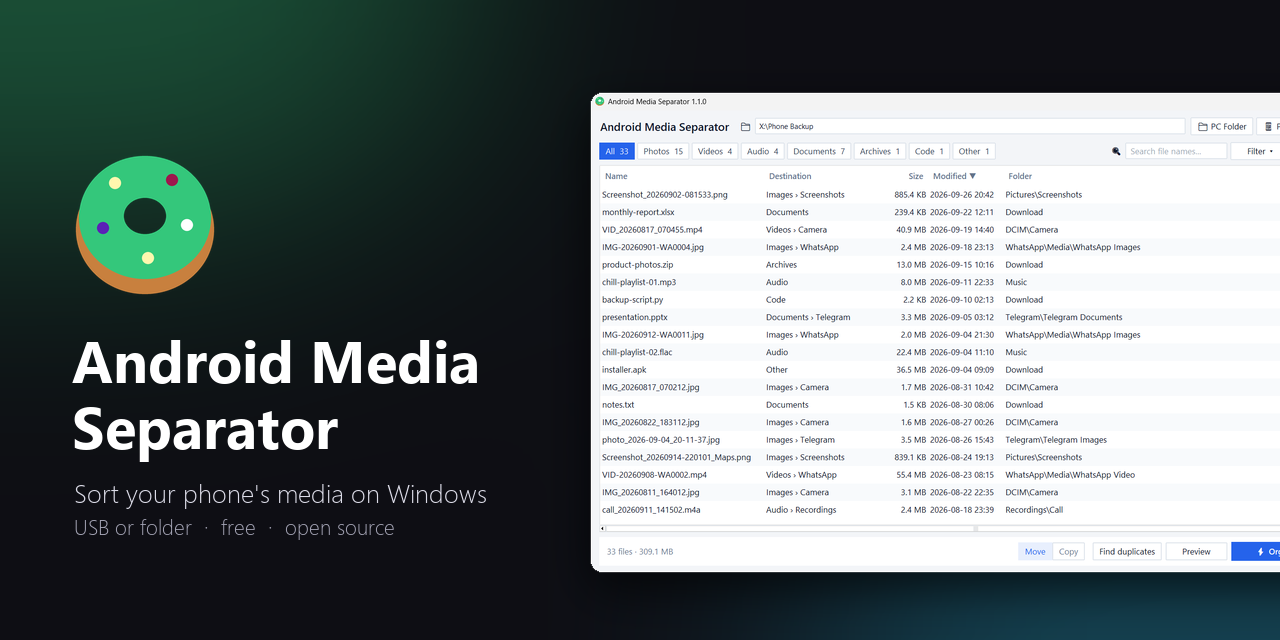 Android Media
Separator
Sort your phone's media on Windows
USB or folder · free · open source
Android Media Separator 1.1.0
Android Media Separator X:\Phone Backup PC Folder
All 33 Photos 15 Videos 4 Audio 4 Documents 7 Archives 1 Code 1 Other 1 Search file names... Filter
Name Destination Size Modified ▼ Folder
Screenshot_20260902-081533.png Images › Screenshots 885.4 KB 2026-09-26 20:42 Pictures\Screenshots
monthly-report.xlsx Documents 239.4 KB 2026-09-22 12:11 Download
VID_20260817_070455.mp4 Videos › Camera 40.9 MB 2026-09-19 14:40 DCIM\Camera
IMG-20260901-WA0004.jpg Images › WhatsApp 2.4 MB 2026-09-18 23:13 WhatsApp\Media\WhatsApp Images
product-photos.zip Archives 13.0 MB 2026-09-15 10:16 Download
chill-playlist-01.mp3 Audio 8.0 MB 2026-09-11 22:33 Music
backup-script.py Code 2.2 KB 2026-09-10 02:13 Download
presentation.pptx Documents › Telegram 3.3 MB 2026-09-05 03:12 Telegram\Telegram Documents
IMG-20260912-WA0011.jpg Images › WhatsApp 2.0 MB 2026-09-04 21:30 WhatsApp\Media\WhatsApp Images
chill-playlist-02.flac Audio 22.4 MB 2026-09-04 11:10 Music
installer.apk Other 36.5 MB 2026-09-04 09:09 Download
IMG_20260817_070212.jpg Images › Camera 1.7 MB 2026-08-31 10:42 DCIM\Camera
notes.txt Documents 1.5 KB 2026-08-30 08:06 Download
IMG_20260822_183112.jpg Images › Camera 1.6 MB 2026-08-27 00:26 DCIM\Camera
photo_2026-09-04_20-11-37.jpg Images › Telegram 3.5 MB 2026-08-26 15:43 Telegram\Telegram Images
Screenshot_20260914-220101_Maps.png Images › Screenshots 839.1 KB 2026-08-24 19:13 Pictures\Screenshots
VID-20260908-WA0002.mp4 Videos › WhatsApp 55.4 MB 2026-08-23 08:15 WhatsApp\Media\WhatsApp Video
IMG_20260811_164012.jpg Images › Camera 3.1 MB 2026-08-22 22:35 DCIM\Camera
call_20260911_141502.m4a Audio › Recordings 2.4 MB 2026-08-18 23:39 Recordings\Call
33 files · 309.1 MB Move Copy Find duplicates Preview